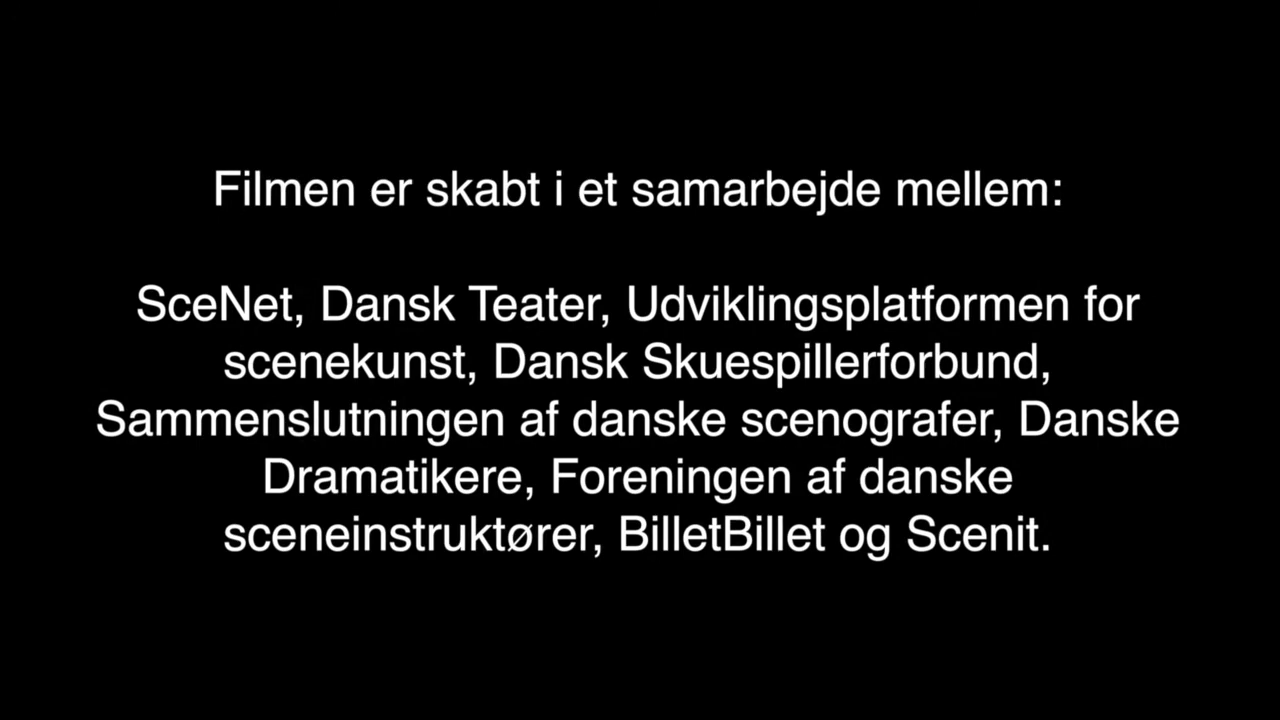 Filmen er skabt i et samarbejde mellem:
SceNet, Dansk Teater, Udviklingsplatformen for
scenekunst, Dansk Skuespillerforbund,
Sammenslutningen af danske scenografer, Danske
Dramatikere, Foreningen af danske
sceneinstruktører, BilletBillet og Scenit.